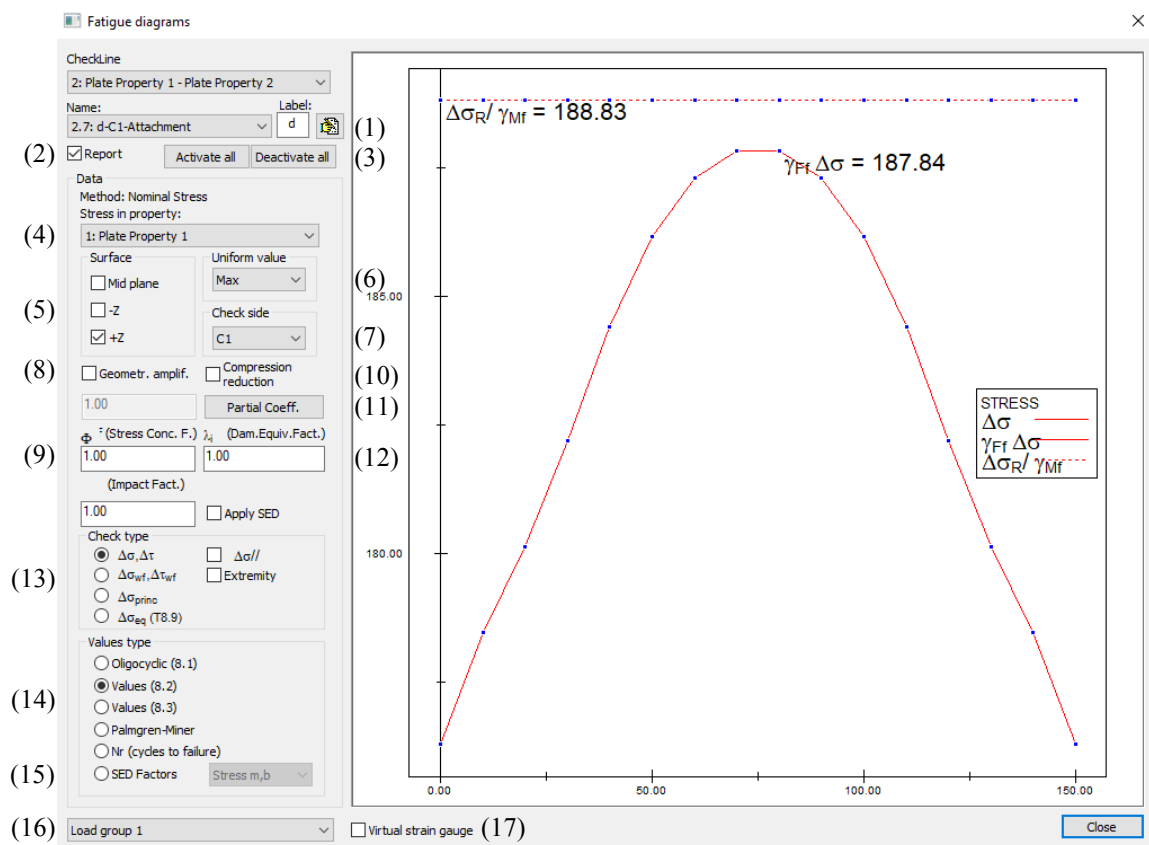 Fatigue diagrams
CheckLine
2: Plate Property 1 - Plate Property 2
Name:
Label:
2.7: d-C1-Attachment
d
(1)
(2)
Report
Activate all
Deactivate all
(3)
Data
Method: Nominal Stress
Stress in property:
(4)
1: Plate Property 1
Surface
Uniform value
Mid plane
Max
(6)
(5)
-Z
Check side
+Z
C1
(7)
(8)
Geometr. amplif.
Compression
reduction
(10)
1.00
Partial Coeff.
(11)
Φ (Stress Conc. F.)
λi (Dam.Equiv.Fact.)
(9)
1.00
1.00
(12)
(Impact Fact.)
1.00
Apply SED
Check type
Δσ,Δτ
Δσ//
(13)
Δσwf,Δτwf
Extremity
Δσprinc
Δσeq (T8.9)
Values type
Oligocyclic (8.1)
Values (8.2)
(14)
Values (8.3)
Palmgren-Miner
Nr (cycles to failure)
(15)
SED Factors
Stress m,b
(16)
Load group 1
Virtual strain gauge
(17)
Close
ΔσR/ γMf = 188.83
γFf Δσ = 187.84
185.00
180.00
STRESS
Δσ
γFf Δσ
ΔσR/ γMf
0.00
50.00
100.00
150.00